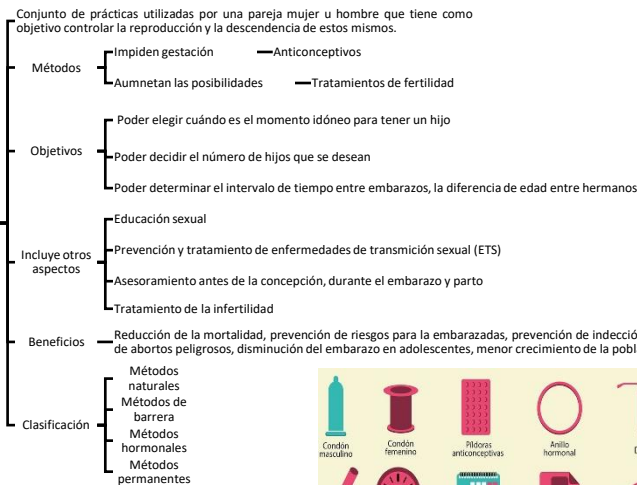 Conjunto de prácticas utilizadas por una pareja mujer u hombre que tiene como
objetivo controlar la reproducción y la descendencia de estos mismos.
Métodos
Impiden gestación
Anticonceptivos
Aumnetan las posibilidades
Tratamientos de fertilidad
Objetivos
Poder elegir cuándo es el momento idóneo para tener un hijo
Poder decidir el número de hijos que se desean
Poder determinar el intervalo de tiempo entre embarazos, la diferencia de edad entre hermanos
Incluye otros
aspectos
Educación sexual
Prevención y tratamiento de enfermedades de transmición sexual (ETS)
Asesoramiento antes de la concepción, durante el embarazo y parto
Tratamiento de la infertilidad
Beneficios
Reducción de la mortalidad, prevención de riesgos para la embarazadas, prevención de
de abortos peligrosos, disminución del embarazo en adolescentes, menor crecimiento de la
Clasificación
Métodos
naturales
Métodos de
barrera
Métodos
hormonales
Métodos
permanentes
Condón
masculino
Condón
femenino
Píldoras
anticonceptivas
Anillo
hormonal